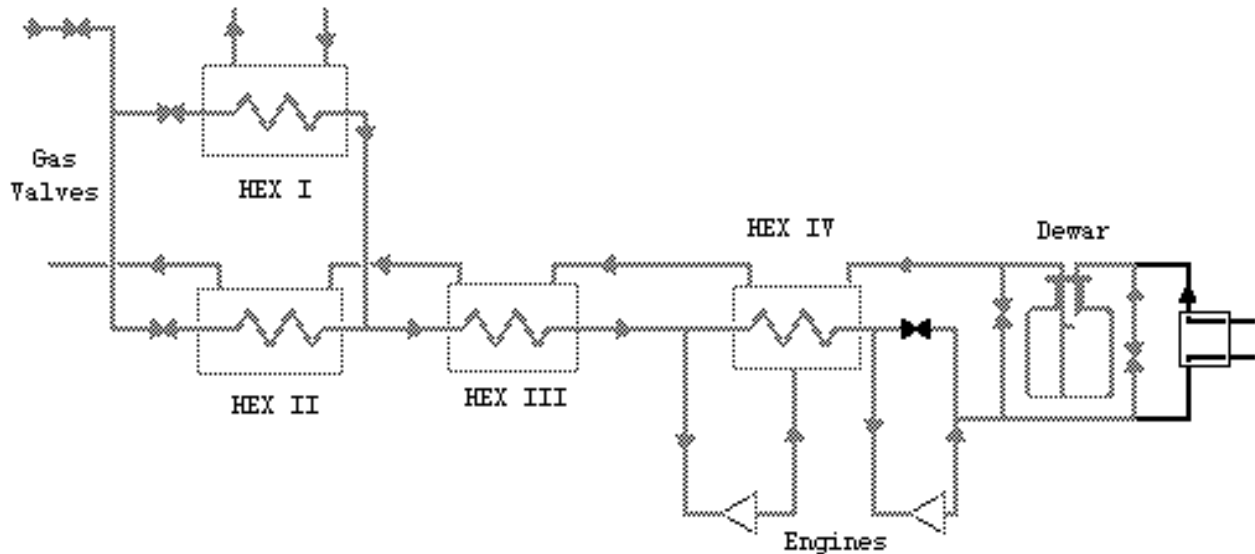 Gas
Valves
HEX I
HEX IV
Dewar
HEX II
HEX III
Engines